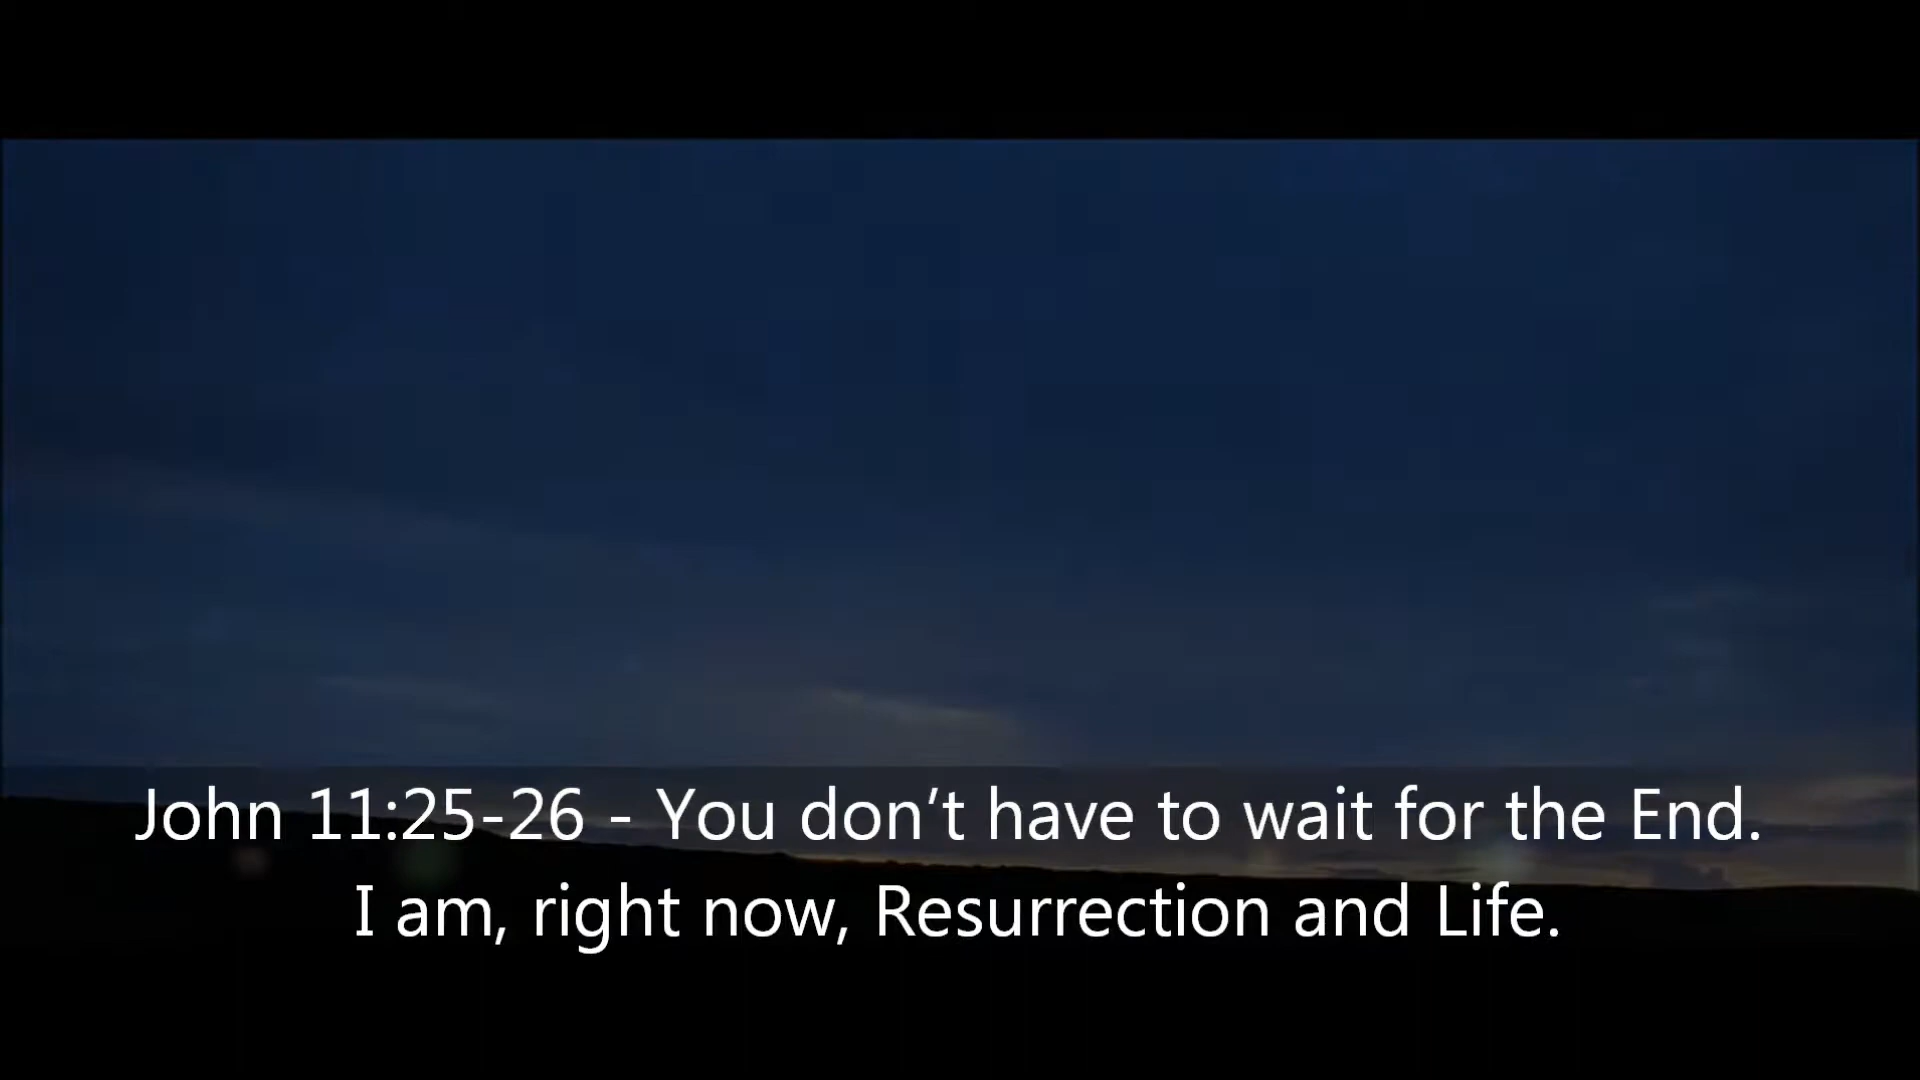 John 11:25-26 - You don’t have to wait for the End.
I am, right now, Resurrection and Life.